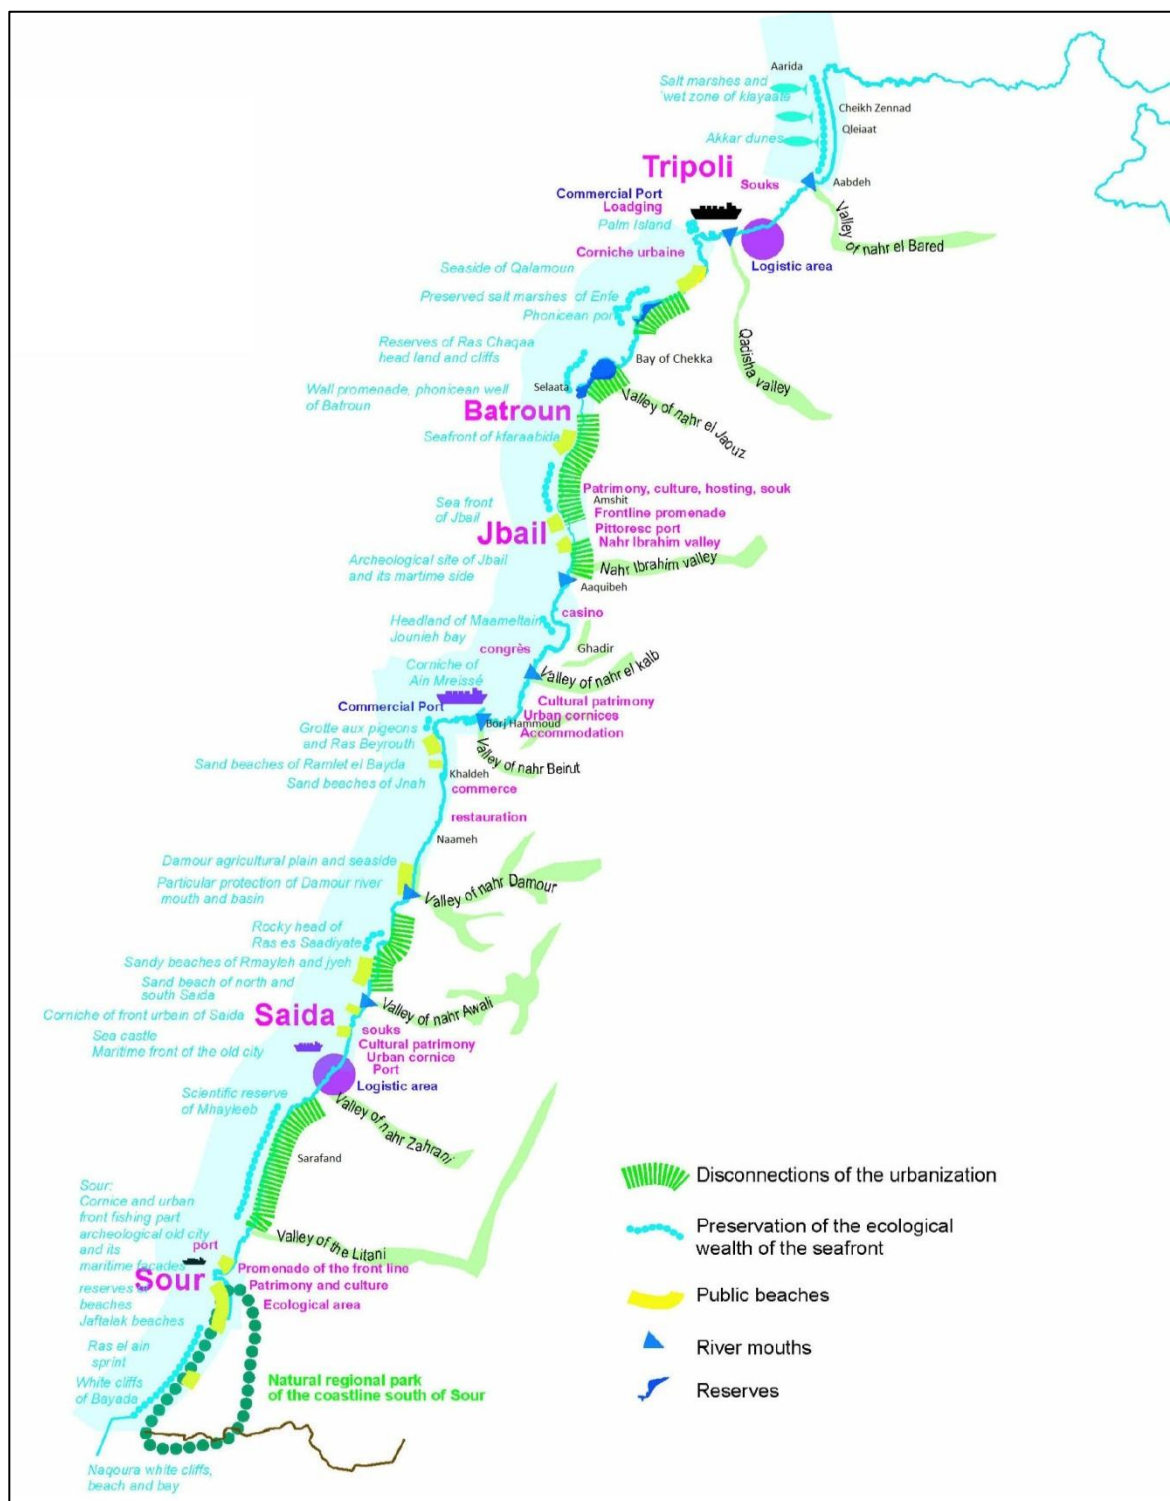 Aarida
Salt marshes and
'wet zone of klayaate
Cheikh Zennad
Qleiaat
Akkar dunes
Tripoli
Souks
Aabdeh
Commercial Port
Loadging
Palm Island
Valley of nahr el Bared
Corniche urbaine
Logistic area
Seaside of Qalamoun
Preserved salt marshes of Enfe
Phonicean port
Qadisha valley
Reserves of Ras Chaqaa
head land and cliffs
Bay of Chekka
Selaata
Wall promenade, phonicean well
of Batroun
Valley of nahr el Jaouz
Batroun
Seafront of kfaraabida
Patrimony, culture, hosting, souk
Amshit
Frontline promenade
Sea front
of Jbail
Pittoresc port
Jbail
Nahr Ibrahim valley
Nahr Ibrahim valley
Archeological site of Jbail
and its martime side
Aaquibeh
casino
Headland of Maameltain
Jounieh bay
Ghadir
congrès
Valley of nahr el kalb
Corniche of
Ain Mreissé
Cultural patrimony
Commercial Port
Urban cornices
Borj Hammoud
Accommodation
Grotte aux pigeons
and Ras Beyrouth
Valley of nahr Beirut
Sand beaches of Ramlet el Bayda
Khaldeh
Sand beaches of Jnah
commerce
restauration
Naameh
Damour agricultural plain and seaside
Particular protection of Damour river
mouth and basin
Valley of nahr Damour
Rocky head of
Ras es Saadiyate
Sandy beaches of Rmayleh and jyeh
Sand beach of north and
south Saida
Valley of nahr Awali
Corniche of front urbain of Saida
Saida
souks
Sea castle
Maritime front of the old city
Cultural patrimony
Urban cornice
Port
Logistic area
Scientific reserve
of Mhayleeb
Valley of nahr Zahrani
Sarafand
Sour:
Cornice and urban
front fishing part
archeological old city
and its
maritime facades
Valley of the Litani
port
Sour
Promenade of the front line
Patrimony and culture
Ecological area
reserves of
beaches
Jaftalak beaches
Ras el ain
sprint
White cliffs
of Bayada
Natural regional park
of the coastline south of Sour
Naqoura white cliffs,
beach and bay
Disconnections of the urbanization
Preservation of the ecological
wealth of the seafront
Public beaches
River mouths
Reserves